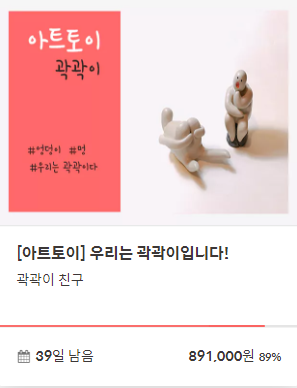 아트토이
곽곽이
#엉덩이 #멍
#우리는 곽곽이다
[아트토이] 우리는 곽곽이입니다!
곽곽이 친구
39일 남음
891,000원 89%